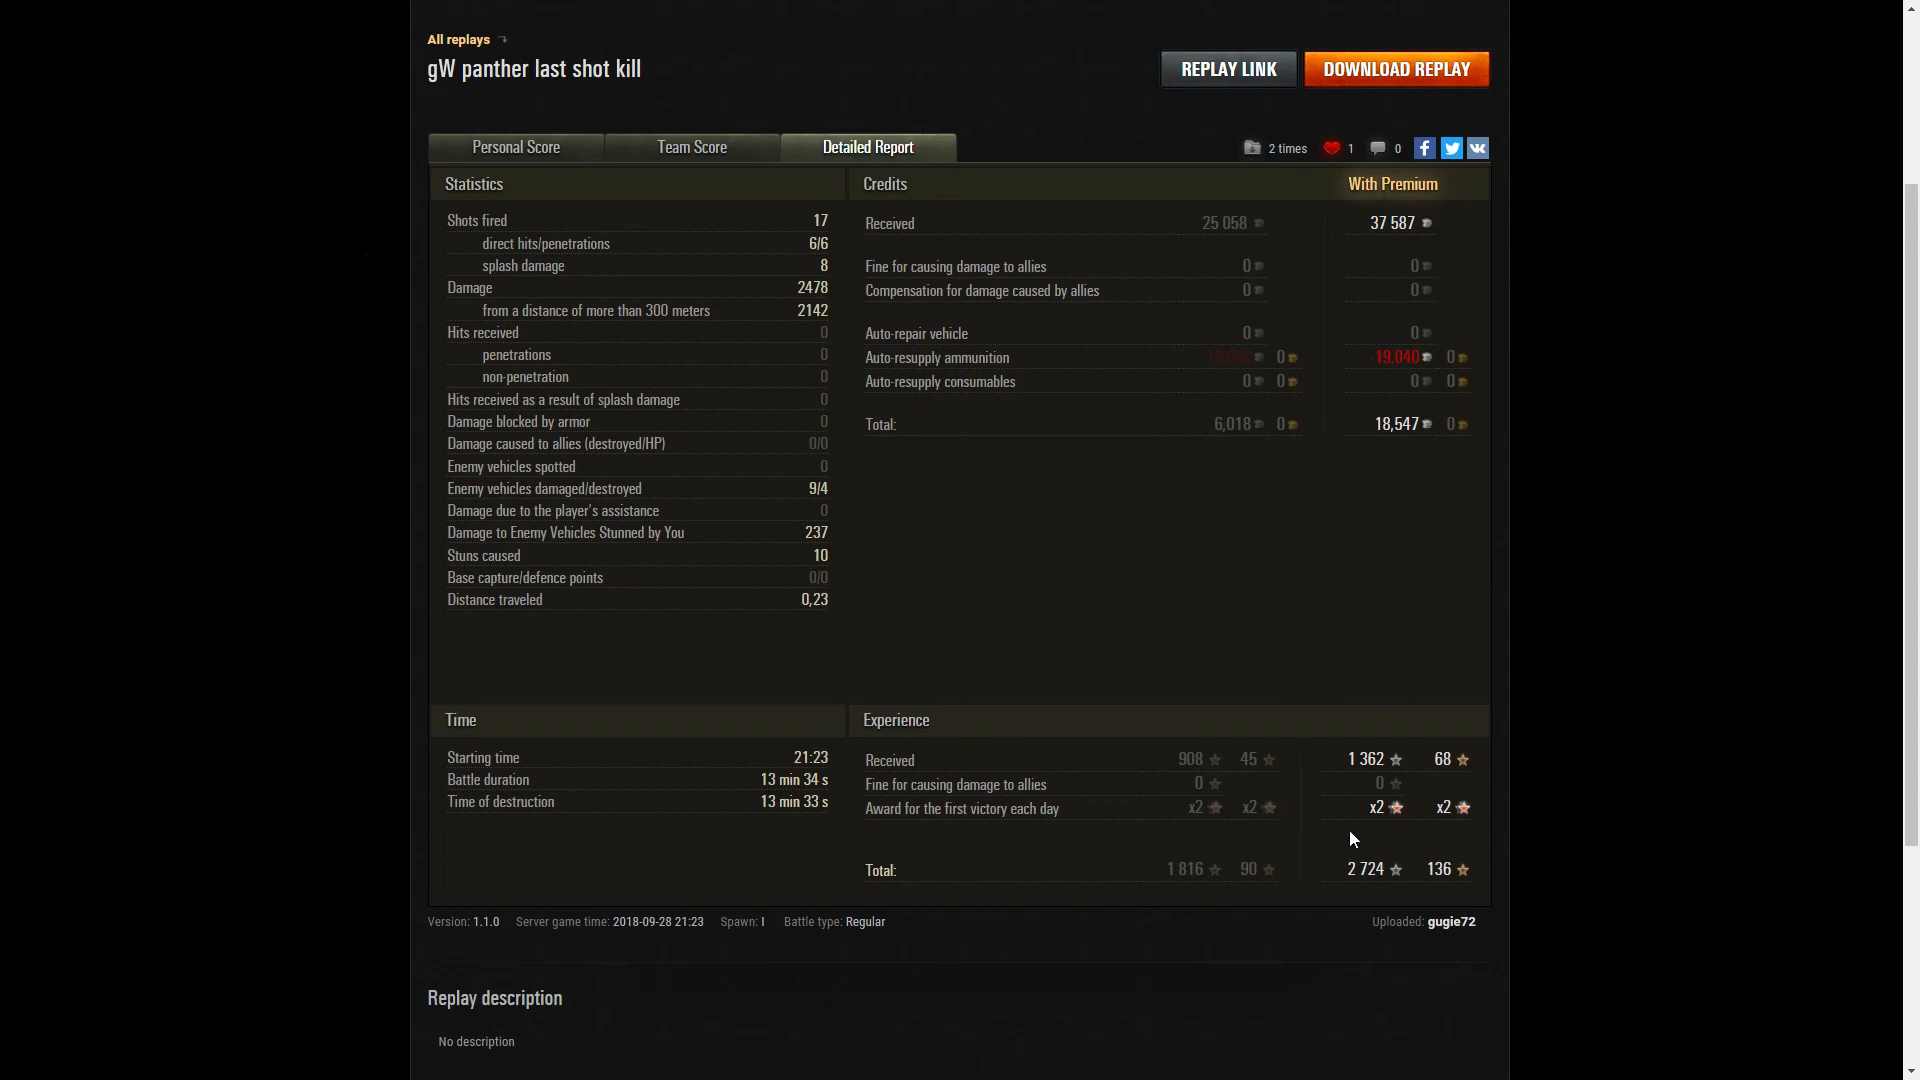 All replays
gW panther last shot kill
REPLAY LINK DOWNLOAD REPLAY
Personal Score Team Score Detailed Report 2 times 1 0
Statistics
Shots fired 17
direct hits/penetrations 6/6
splash damage 8
Damage 2478
from a distance of more than 300 meters 2142
Hits received 0
penetrations 0
non-penetration 0
Hits received as a result of splash damage 0
Damage blocked by armor 0
Damage caused to allies (destroyed/HP) 0/0
Enemy vehicles spotted 0
Enemy vehicles damaged/destroyed 9/4
Damage due to the player's assistance 0
Damage to Enemy Vehicles Stunned by You 237
Stuns caused 10
Base capture/defence points 0/0
Distance traveled 0,23
Credits With Premium
Received 25 058 37 587
Fine for causing damage to allies 0 0
Compensation for damage caused by allies 0 0
Auto-repair vehicle 0 0
Auto-resupply ammunition 0 -19,040 0
Auto-resupply consumables 0 0 0 0
Total: 6,018 0 18,547 0
Time
Starting time 21:23
Battle duration 13 min 34 s
Time of destruction 13 min 33 s
Experience
Received 908 45 1 362 68
Fine for causing damage to allies 0 0
Award for the first victory each day x2 x2 x2 x2
Total: 1 816 90 2 724 136
Version: 1.1.0 Server game time: 2018-09-28 21:23 Spawn: I Battle type: Regular Uploaded: gugie72
Replay description
No description